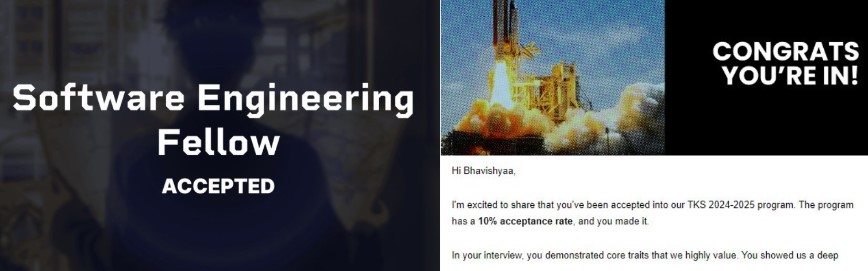 Software Engineering
Fellow
ACCEPTED
CONGRATS
YOU'RE IN!
Hi Bhavishyaa,
I'm excited to share that you've been accepted into our TKS 2024-2025 program. The program
has a 10% acceptance rate, and you made it.
In your interview, you demonstrated core traits that we highly value. You showed us a deep